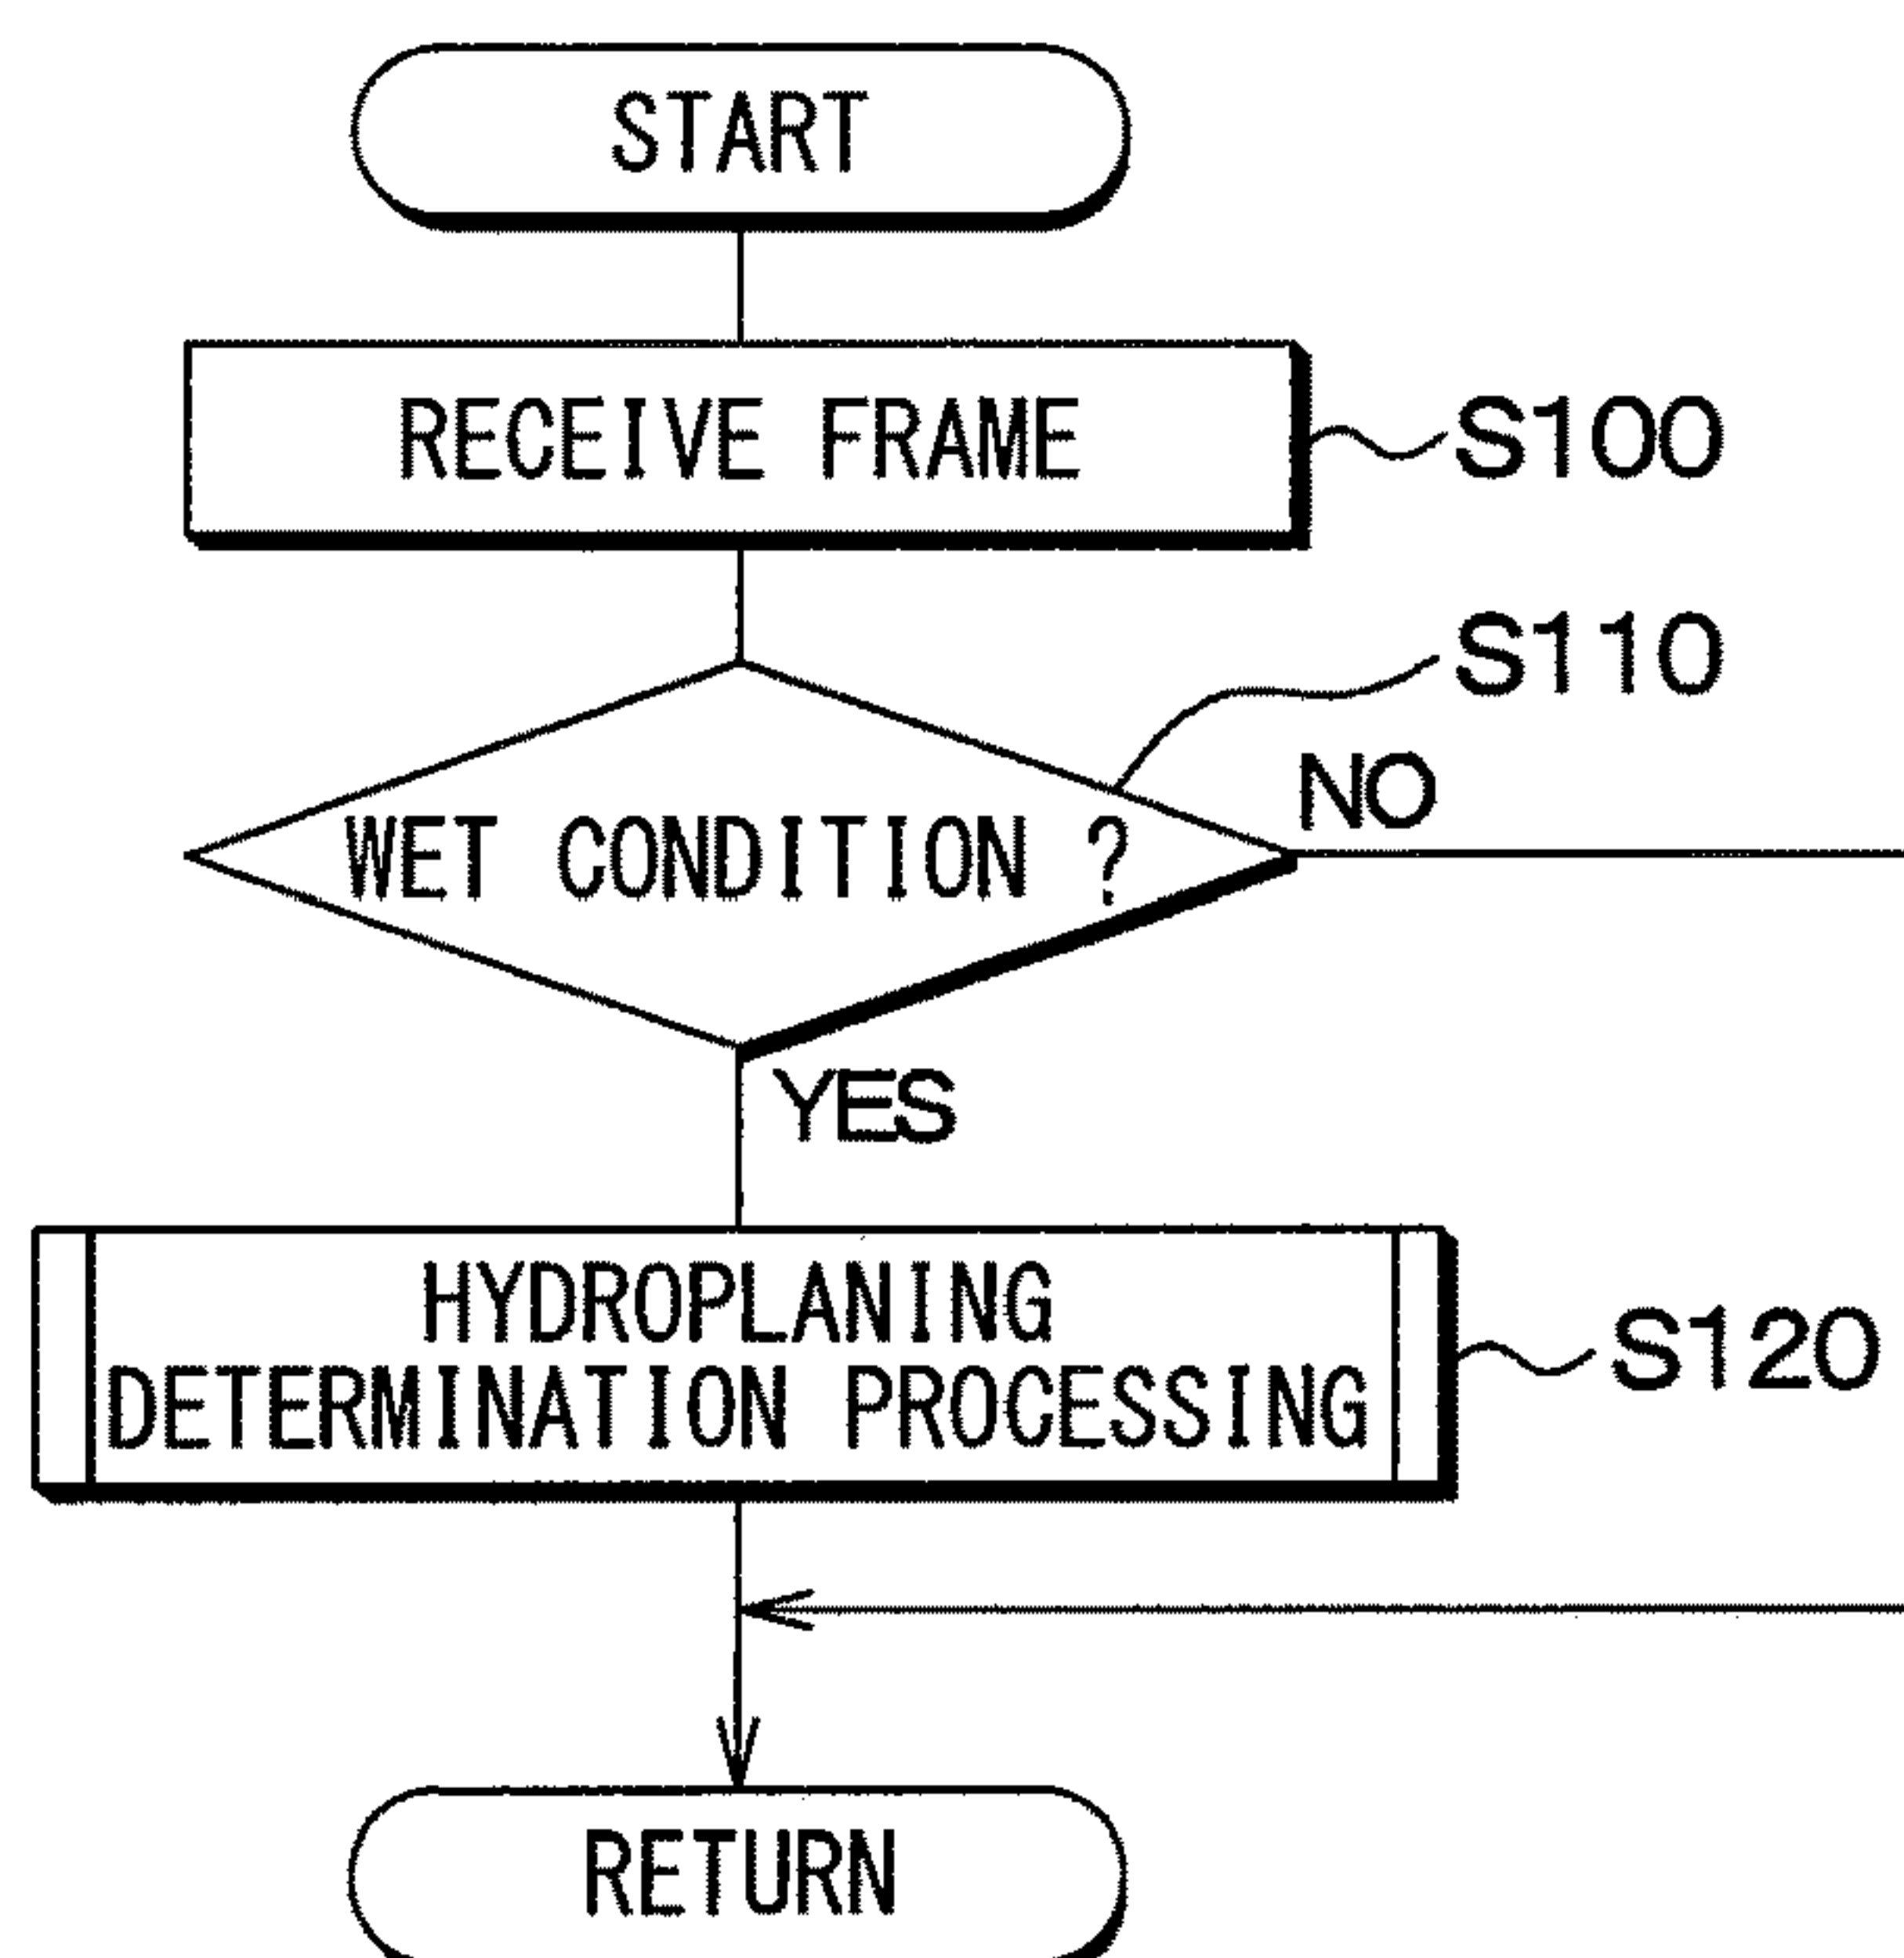 START
RECEIVE FRAME
S100
S110
NO
WET CONDITION ?
YES
HYDROPLANING
DETERMINATION PROCESSING
S120
RETURN